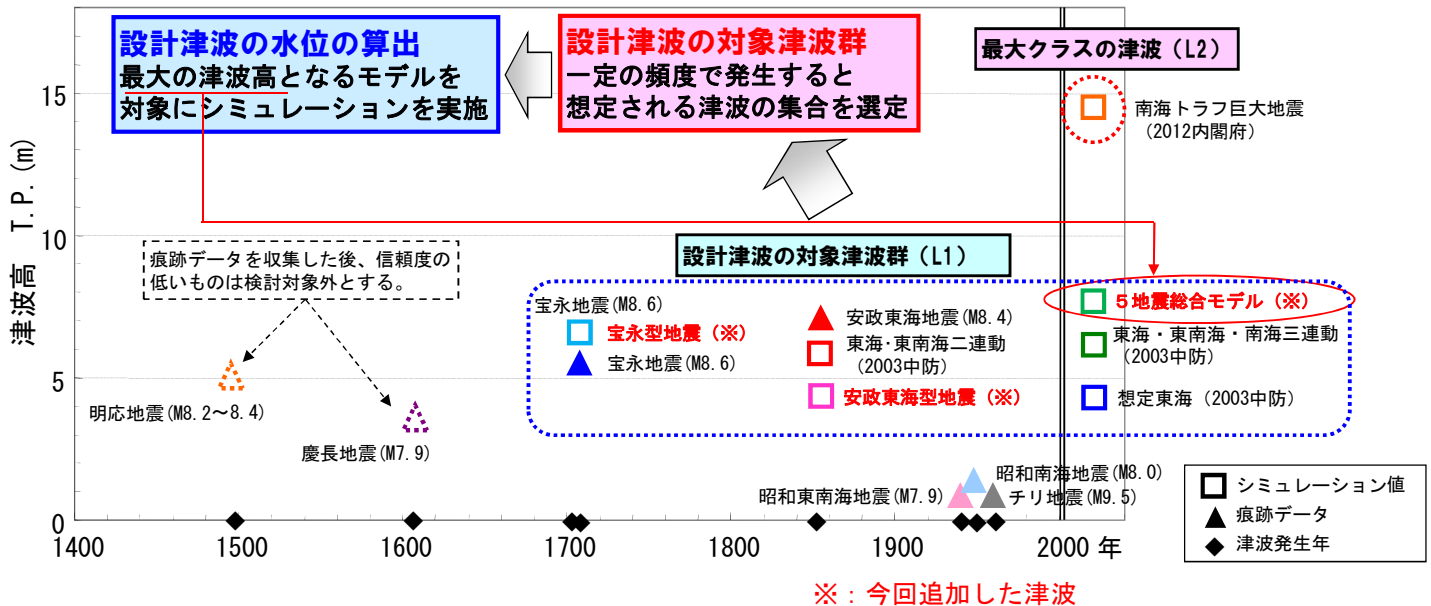 設計津波の水位の算出
最大の津波高となるモデルを
対象にシミュレーションを実施
設計津波の対象津波群
一定の頻度で発生すると
想定される津波の集合を選定
最大クラスの津波（L2）
南海トラフ巨大地震
（2012内閣府）
津波高 T.P.(m)
15
10
5
0
痕跡データを収集した後、信頼度の
低いものは検討対象外とする。
設計津波の対象津波群（L1）
明応地震(M8.2～8.4)
慶長地震(M7.9)
宝永地震(M8.6)
宝永型地震（※）
宝永地震(M8.6)
安政東海地震(M8.4)
東海・東南海二連動
（2003中防）
安政東海型地震（※）
５地震総合モデル（※）
東海・東南海・南海三連動
（2003中防）
想定東海（2003中防）
昭和東南海地震(M7.9)
昭和南海地震(M8.0)
チリ地震(M9.5)
シミュレーション値
痕跡データ
津波発生年
1400
1500
1600
1700
1800
1900
2000 年
※：今回追加した津波